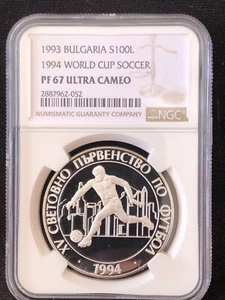 1993 BULGARIA S100L
1994 WORLD CUP SOCCER
PF 67 ULTRA CAMEO
2887962-052
NUMISMATIC GUARANTY COMPANY
NGC
XV СВЕТОВНО ПЪРВЕНСТВО ПО ФУТБОЛ
1994